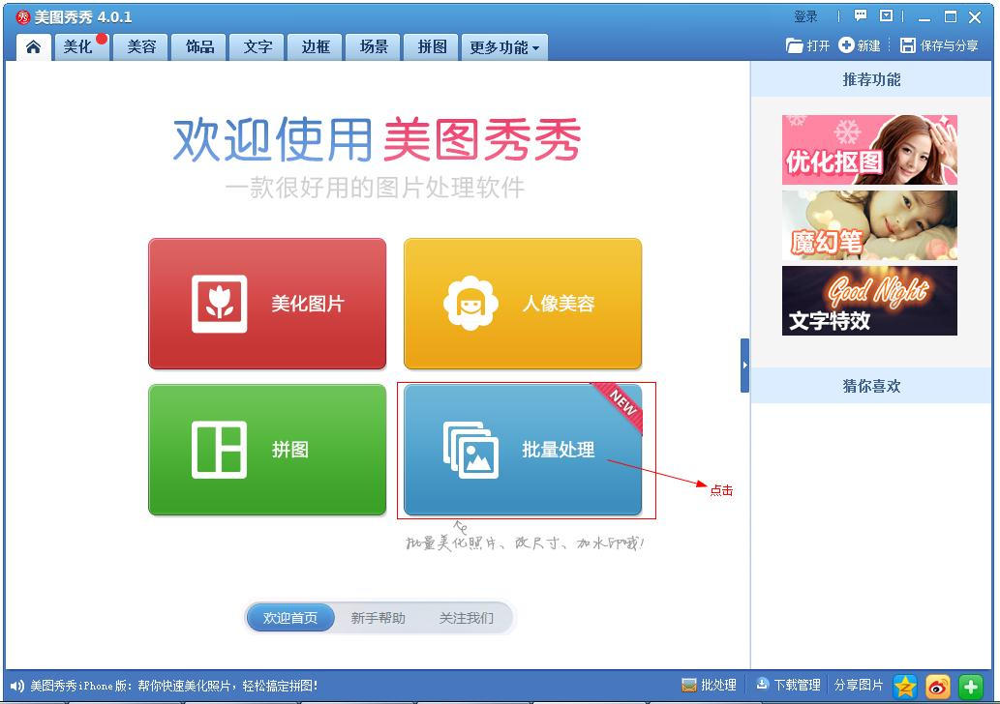 秀 美图秀秀 4.0.1
登录
美化 美容 饰品 文字 边框 场景 拼图 更多功能
打开 新建 保存与分享
推荐功能
欢迎使用美图秀秀
一款很好用的图片处理软件
优化抠图
魔幻笔
Good Night
文字特效
猜你喜欢
美化图片
人像美容
拼图
批量处理
NEW
点击
批量美化照片、改尺寸、加水印哦!
欢迎首页 新手帮助 关注我们
美图秀秀iPhone版：帮你快速美化照片，轻松搞定拼图!
批处理 下载管理 分享图片